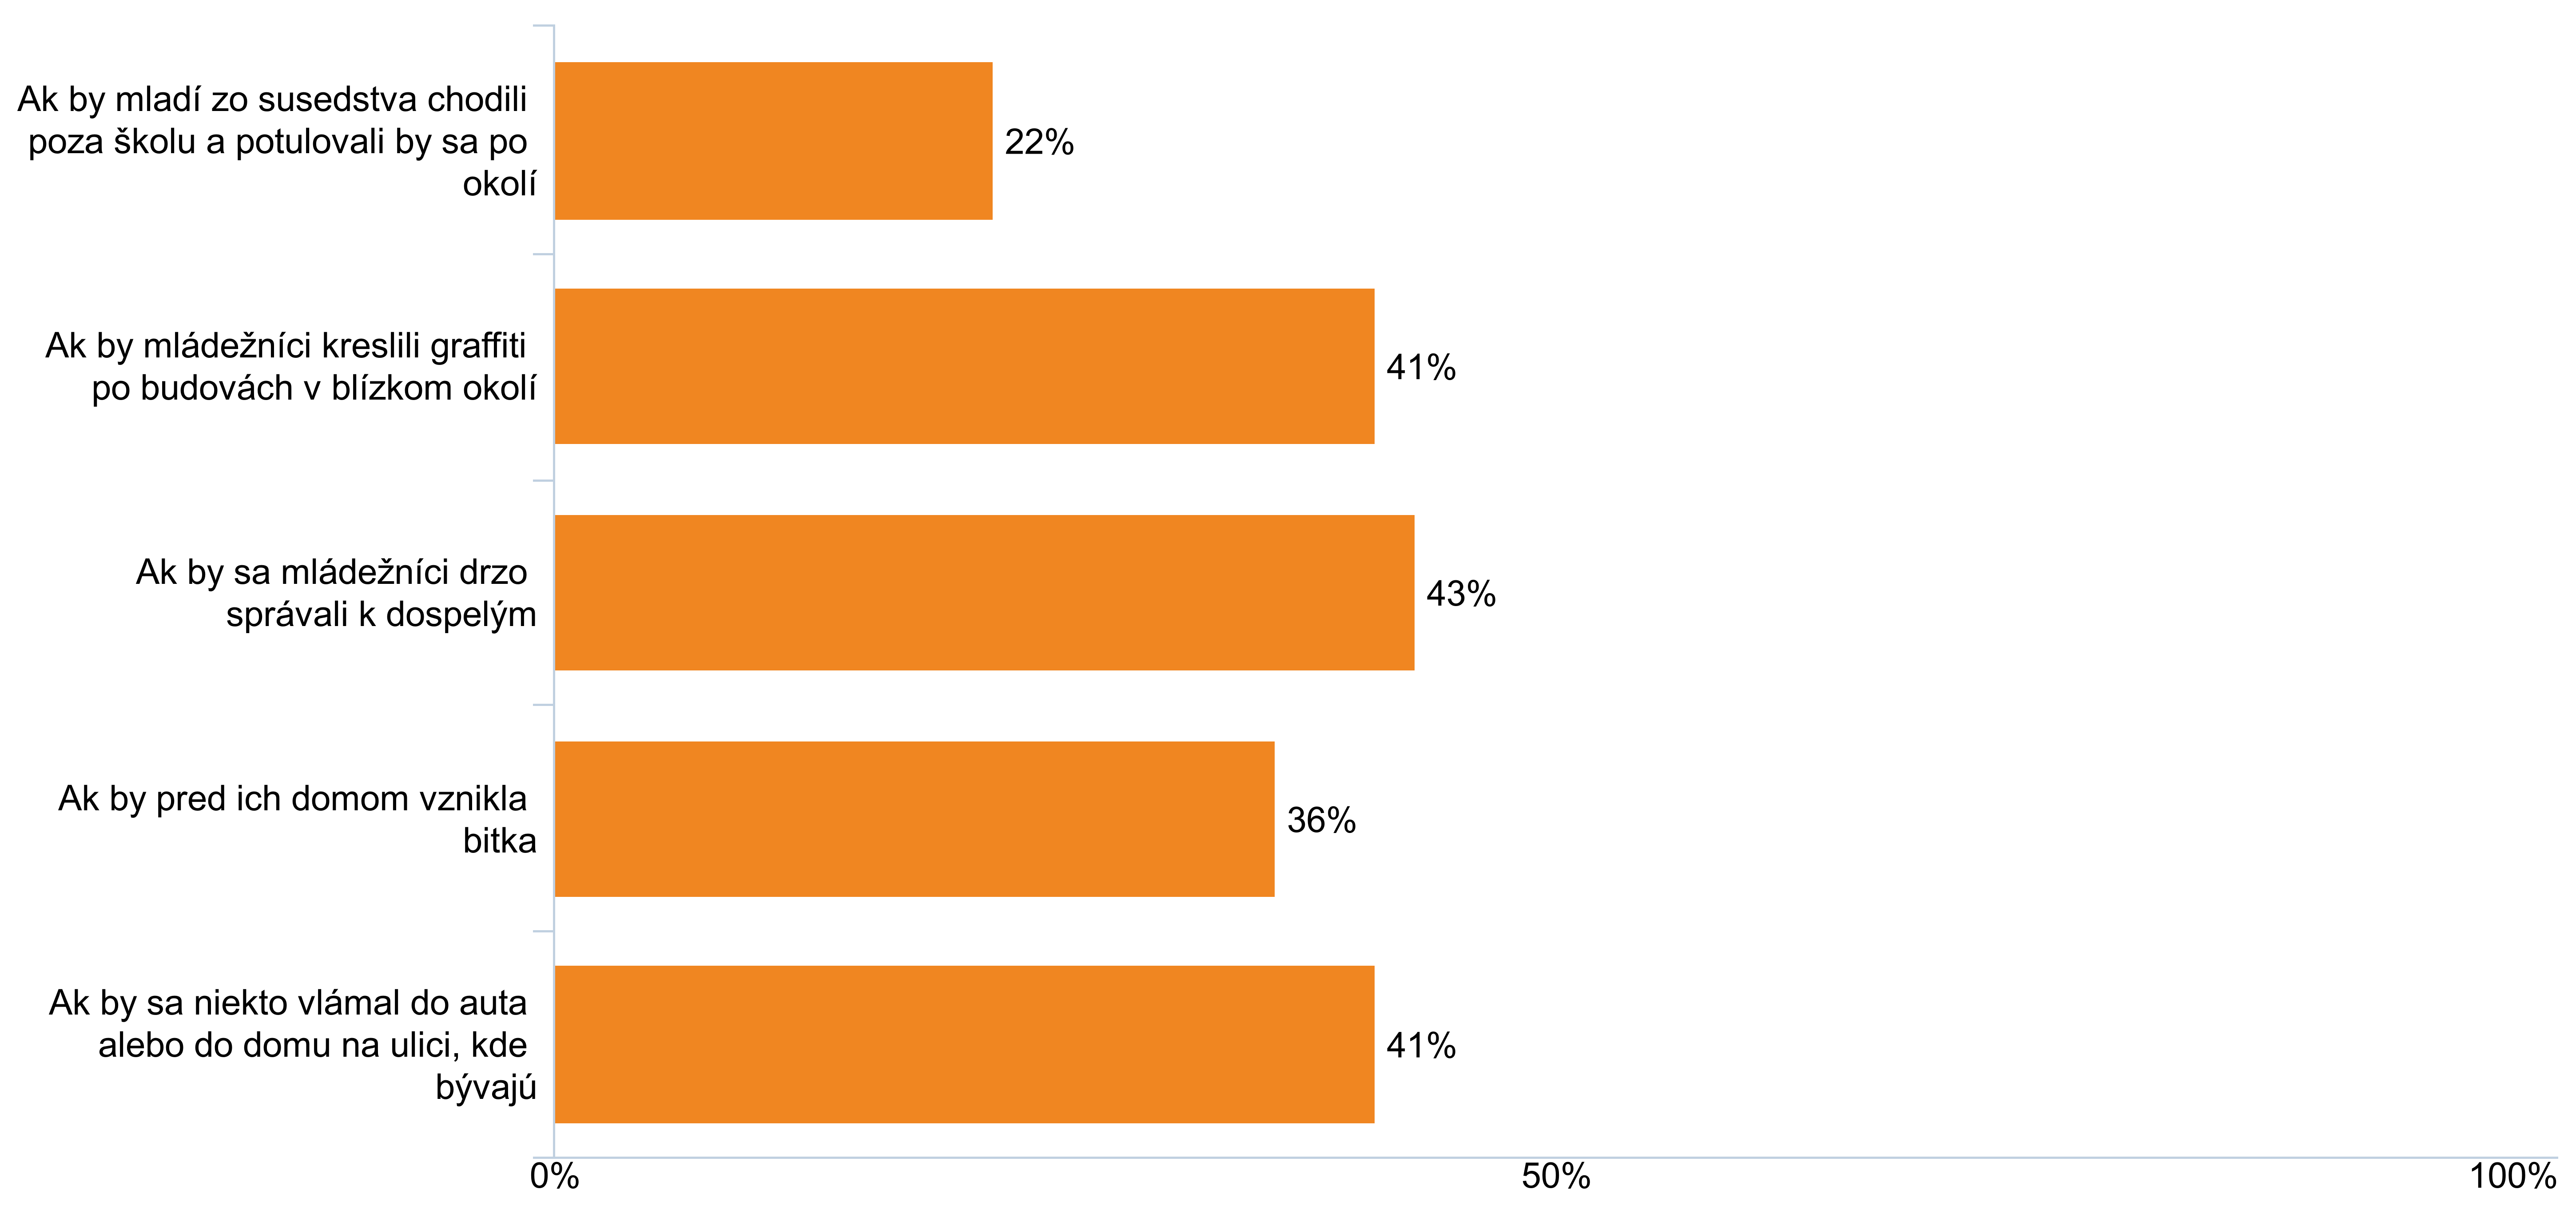 Ak by mladí zo susedstva chodili
poza školu a potulovali by sa po
okolí
22%
Ak by mládežníci kreslili graffiti
po budovách v blízkom okolí
41%
Ak by sa mládežníci drzo
správali k dospelým
43%
Ak by pred ich domom vznikla
bitka
36%
Ak by sa niekto vlámal do auta
alebo do domu na ulici, kde
bývajú
41%
0%
50%
100%